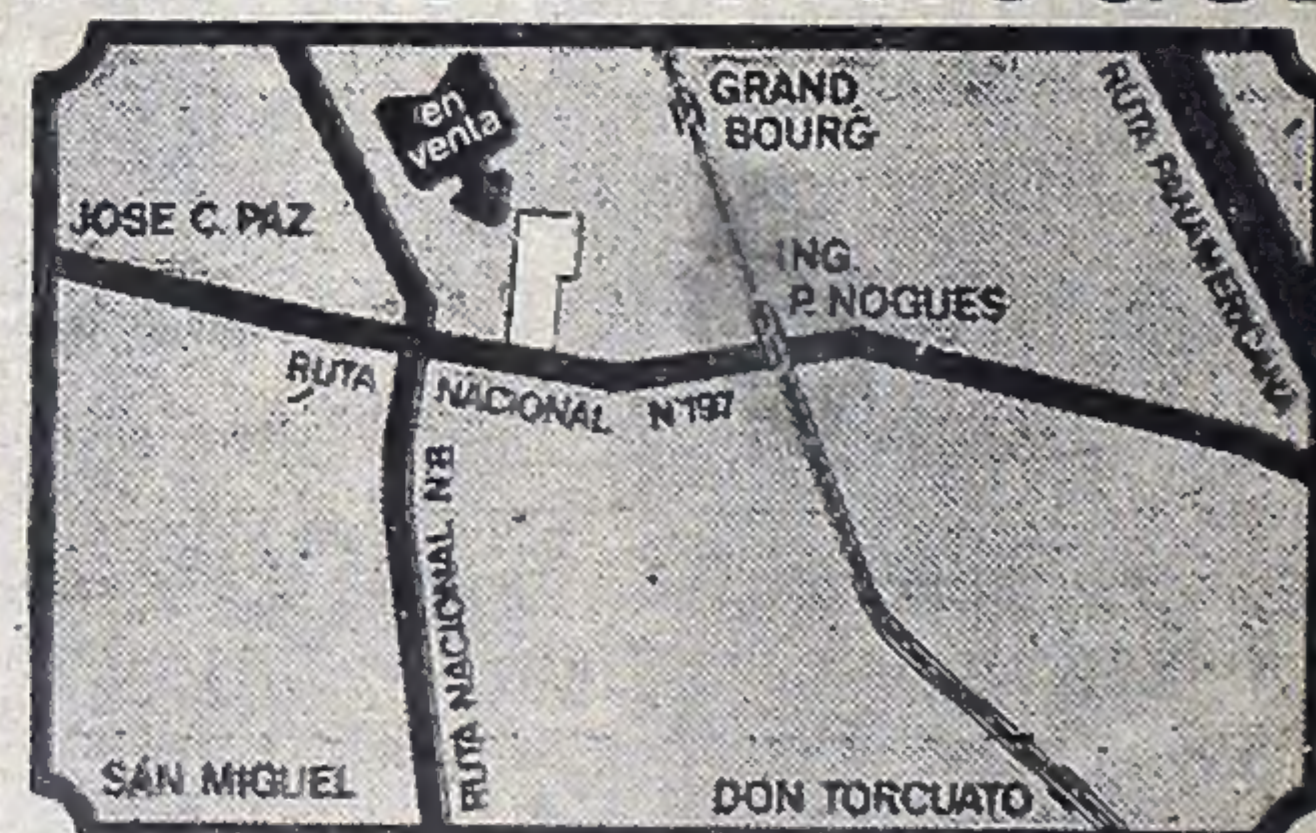 en
venta
GRAND
BOURG
RUTA PANAMERICANA
JOSE C. PAZ
ING.
P. NOGUES
RUTA NACIONAL N°197
RUTA NACIONAL N°8
SAN MIGUEL
DON TORCUATO